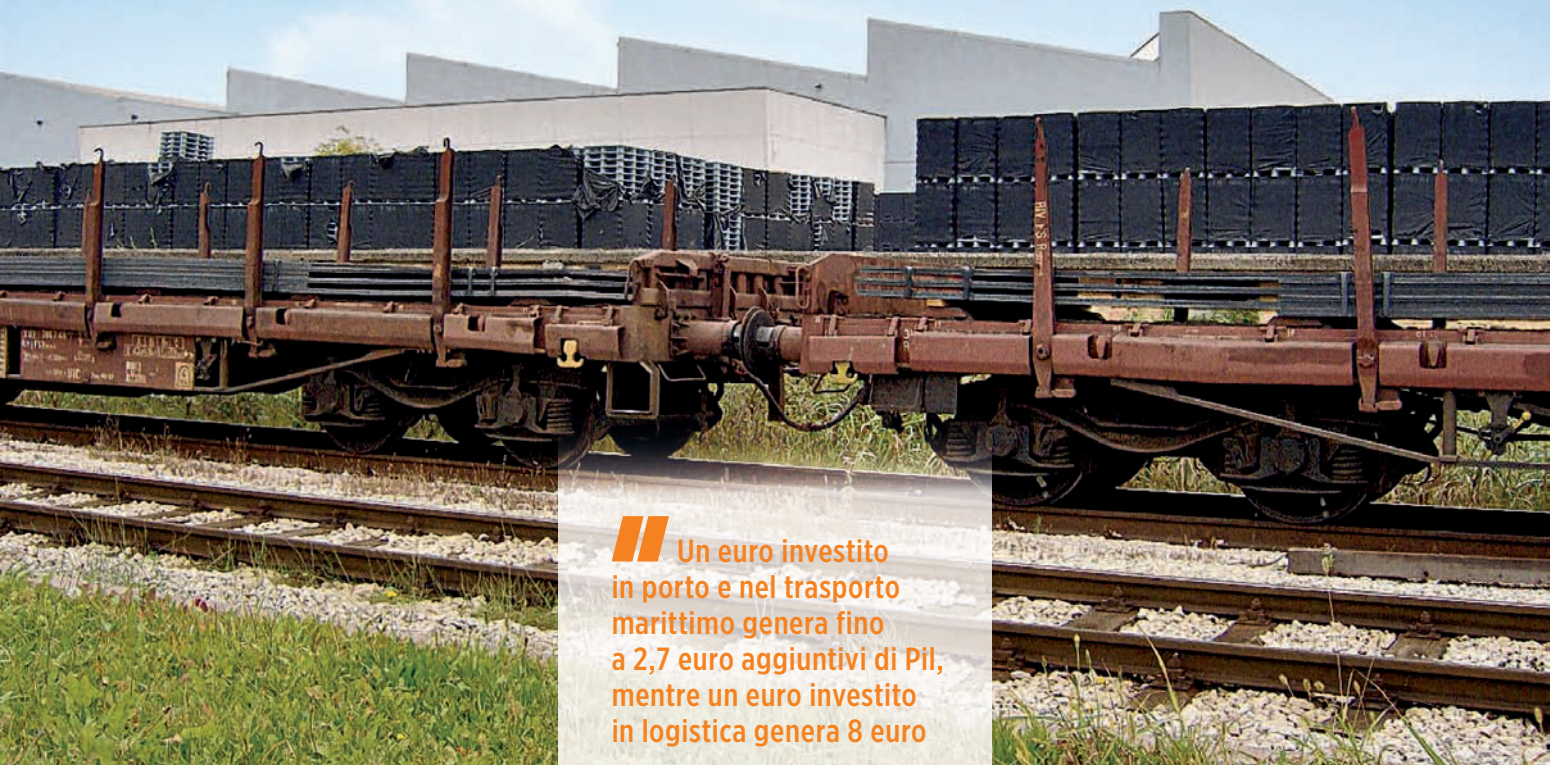 Un euro investito
in porto e nel trasporto
marittimo genera fino
a 2,7 euro aggiuntivi di Pil,
mentre un euro investito
in logistica genera 8 euro